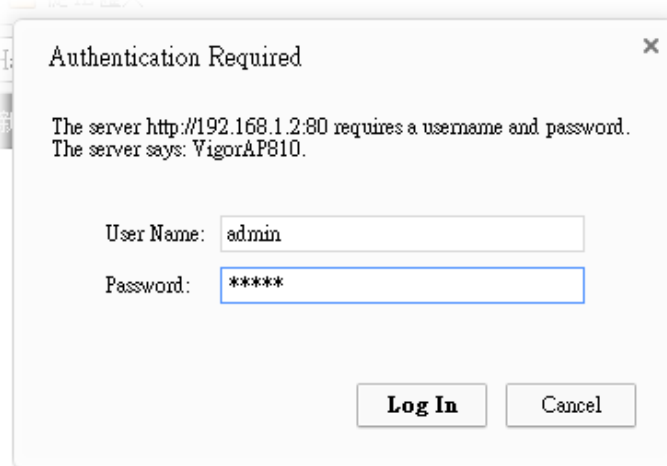 Authentication Required
The server http://192.168.1.2:80 requires a username and password.
The server says: VigorAP810.
User Name: admin
Password: *****
Log In Cancel